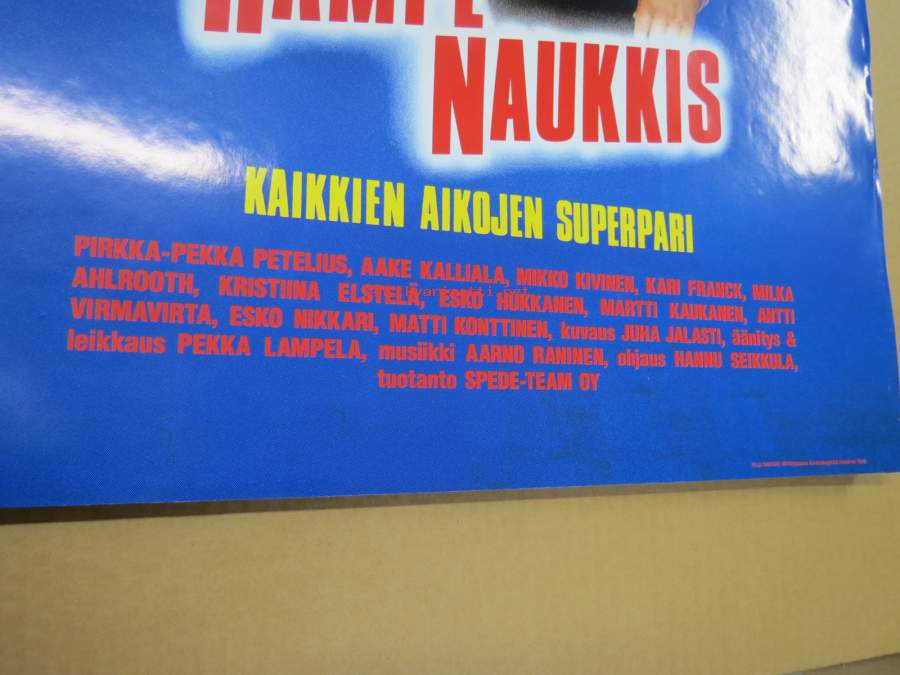 NAUKKIS
KAIKKIEN AIKOJEN SUPERPARI
PIRKKA-PEKKA PETELIUS, AAKE KALLIALA, MIKKO KIVINEN, KARI FRANCK, MILKA
AHLROOTH, KRISTIINA ELSTELÄ, ESKO HUKKANEN, MARTTI KAUKANEN, ANTTI
VIRMAVIRTA, ESKO NIKKARI, MATTI KONTTINEN, kuvaus JUHA JALASTI, äänitys &
leikkaus PEKKA LAMPELA, musiikki AARNO RANINEN, ohjaus HANNU SEIKKULA,
tuotanto SPEDE-TEAM OY